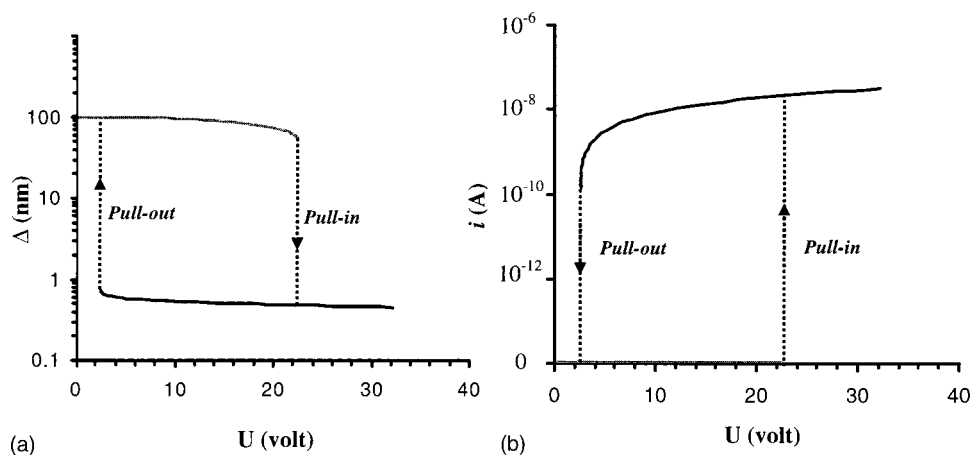 100
10
1
0.1
Δ (nm)
Pull-out
Pull-in
0 10 20 30 40
U (volt)
(a)
10⁻⁶
10⁻⁸
10⁻¹⁰
10⁻¹²
0
i (A)
Pull-out
Pull-in
0 10 20 30 40
U (volt)
(b)